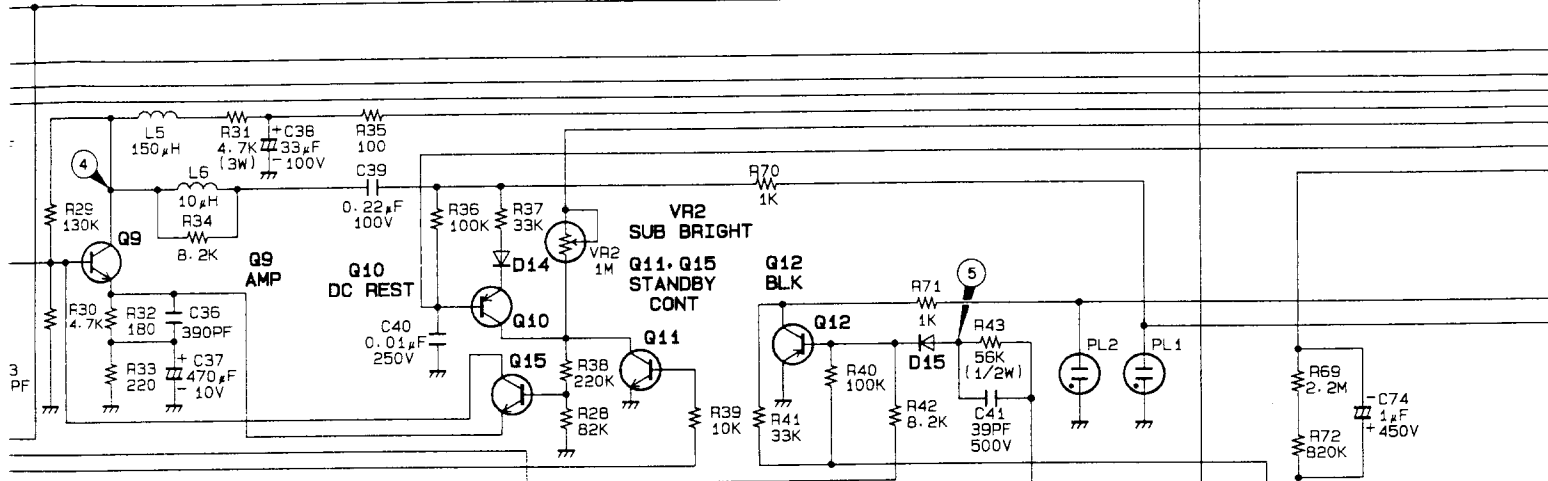 L5
150μH
R31
4.7K
(3W)
+
C38
33μF
-100V
R35
100
4
L6
10μH
R34
8.2K
C39
0.22μF
100V
R70
1K
R29
130K
Q9
Q9
AMP
R36
100K
R37
33K
D14
VR2
SUB BRIGHT
VR2
1M
Q10
DC REST
Q10
Q11, Q15
STANDBY
CONT
Q12
BLK
5
R71
1K
R30
4.7K
R32
180
C36
390PF
C40
0.01μF
250V
Q11
Q12
D15
R43
56K
(1/2W)
PL2
PL1
3
PF
R33
220
+
C37
470μF
-
10V
Q15
R38
220K
R28
82K
R39
10K
R40
100K
R41
33K
R42
8.2K
C41
39PF
500V
R69
2.2M
R72
820K
-
C74
1μF
+
450V